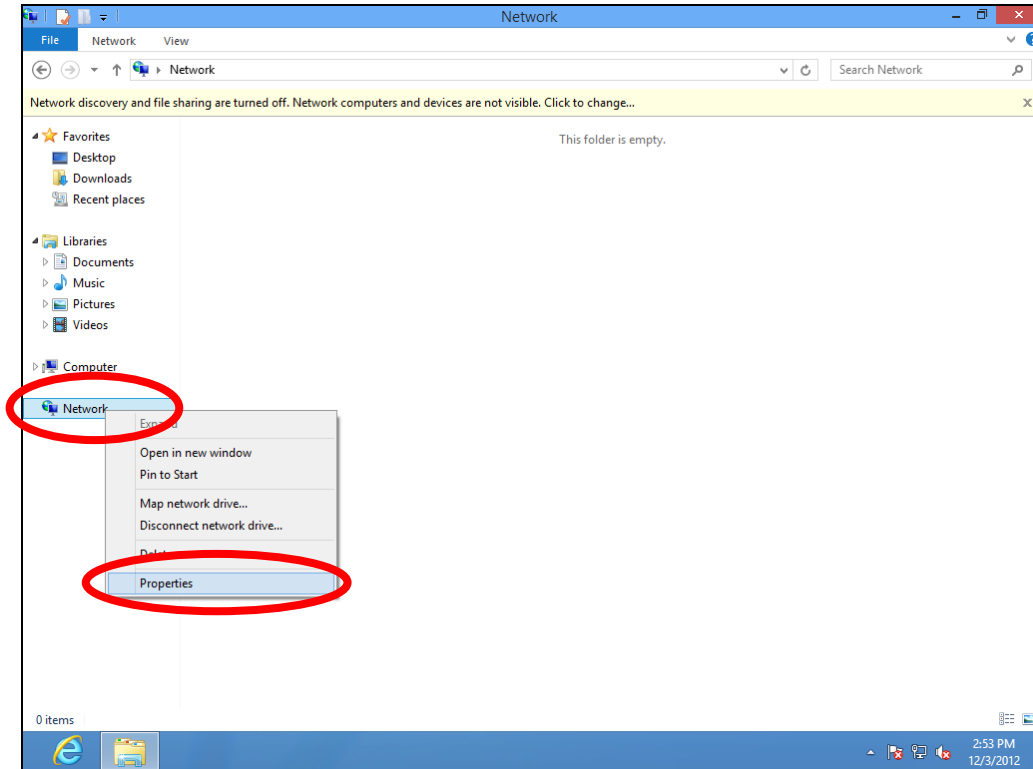 Network
File Network View
Network
Search Network
Network discovery and file sharing are turned off. Network computers and devices are not visible. Click to change...
Favorites
This folder is empty.
Desktop
Downloads
Recent places
Libraries
Documents
Music
Pictures
Videos
Computer
Network
Expand
Open in new window
Pin to Start
Map network drive...
Disconnect network drive...
Delete
Properties
0 items
2:53 PM
12/3/2012